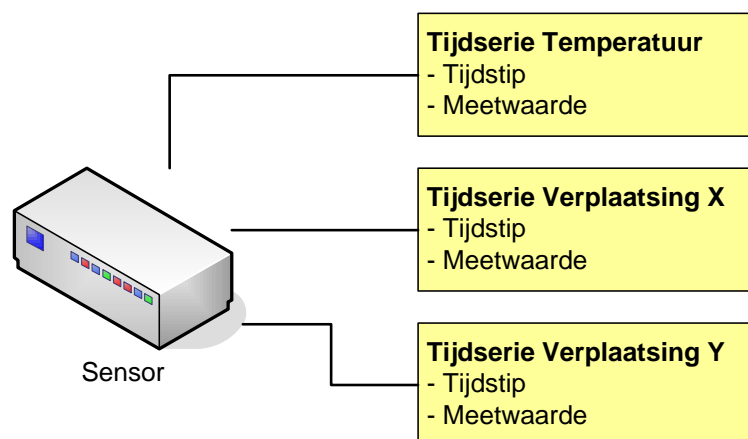 Tijdserie Temperatuur
- Tijdstip
- Meetwaarde
Tijdserie Verplaatsing X
- Tijdstip
- Meetwaarde
Tijdserie Verplaatsing Y
- Tijdstip
- Meetwaarde
Sensor